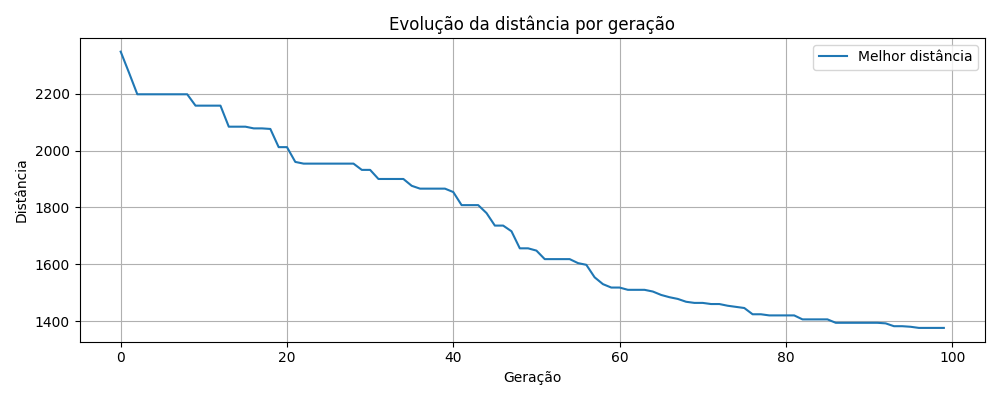 Evolução da distância por geração
Melhor distância
Distância
2200
2000
1800
1600
1400
0 20 40 60 80 100
Geração